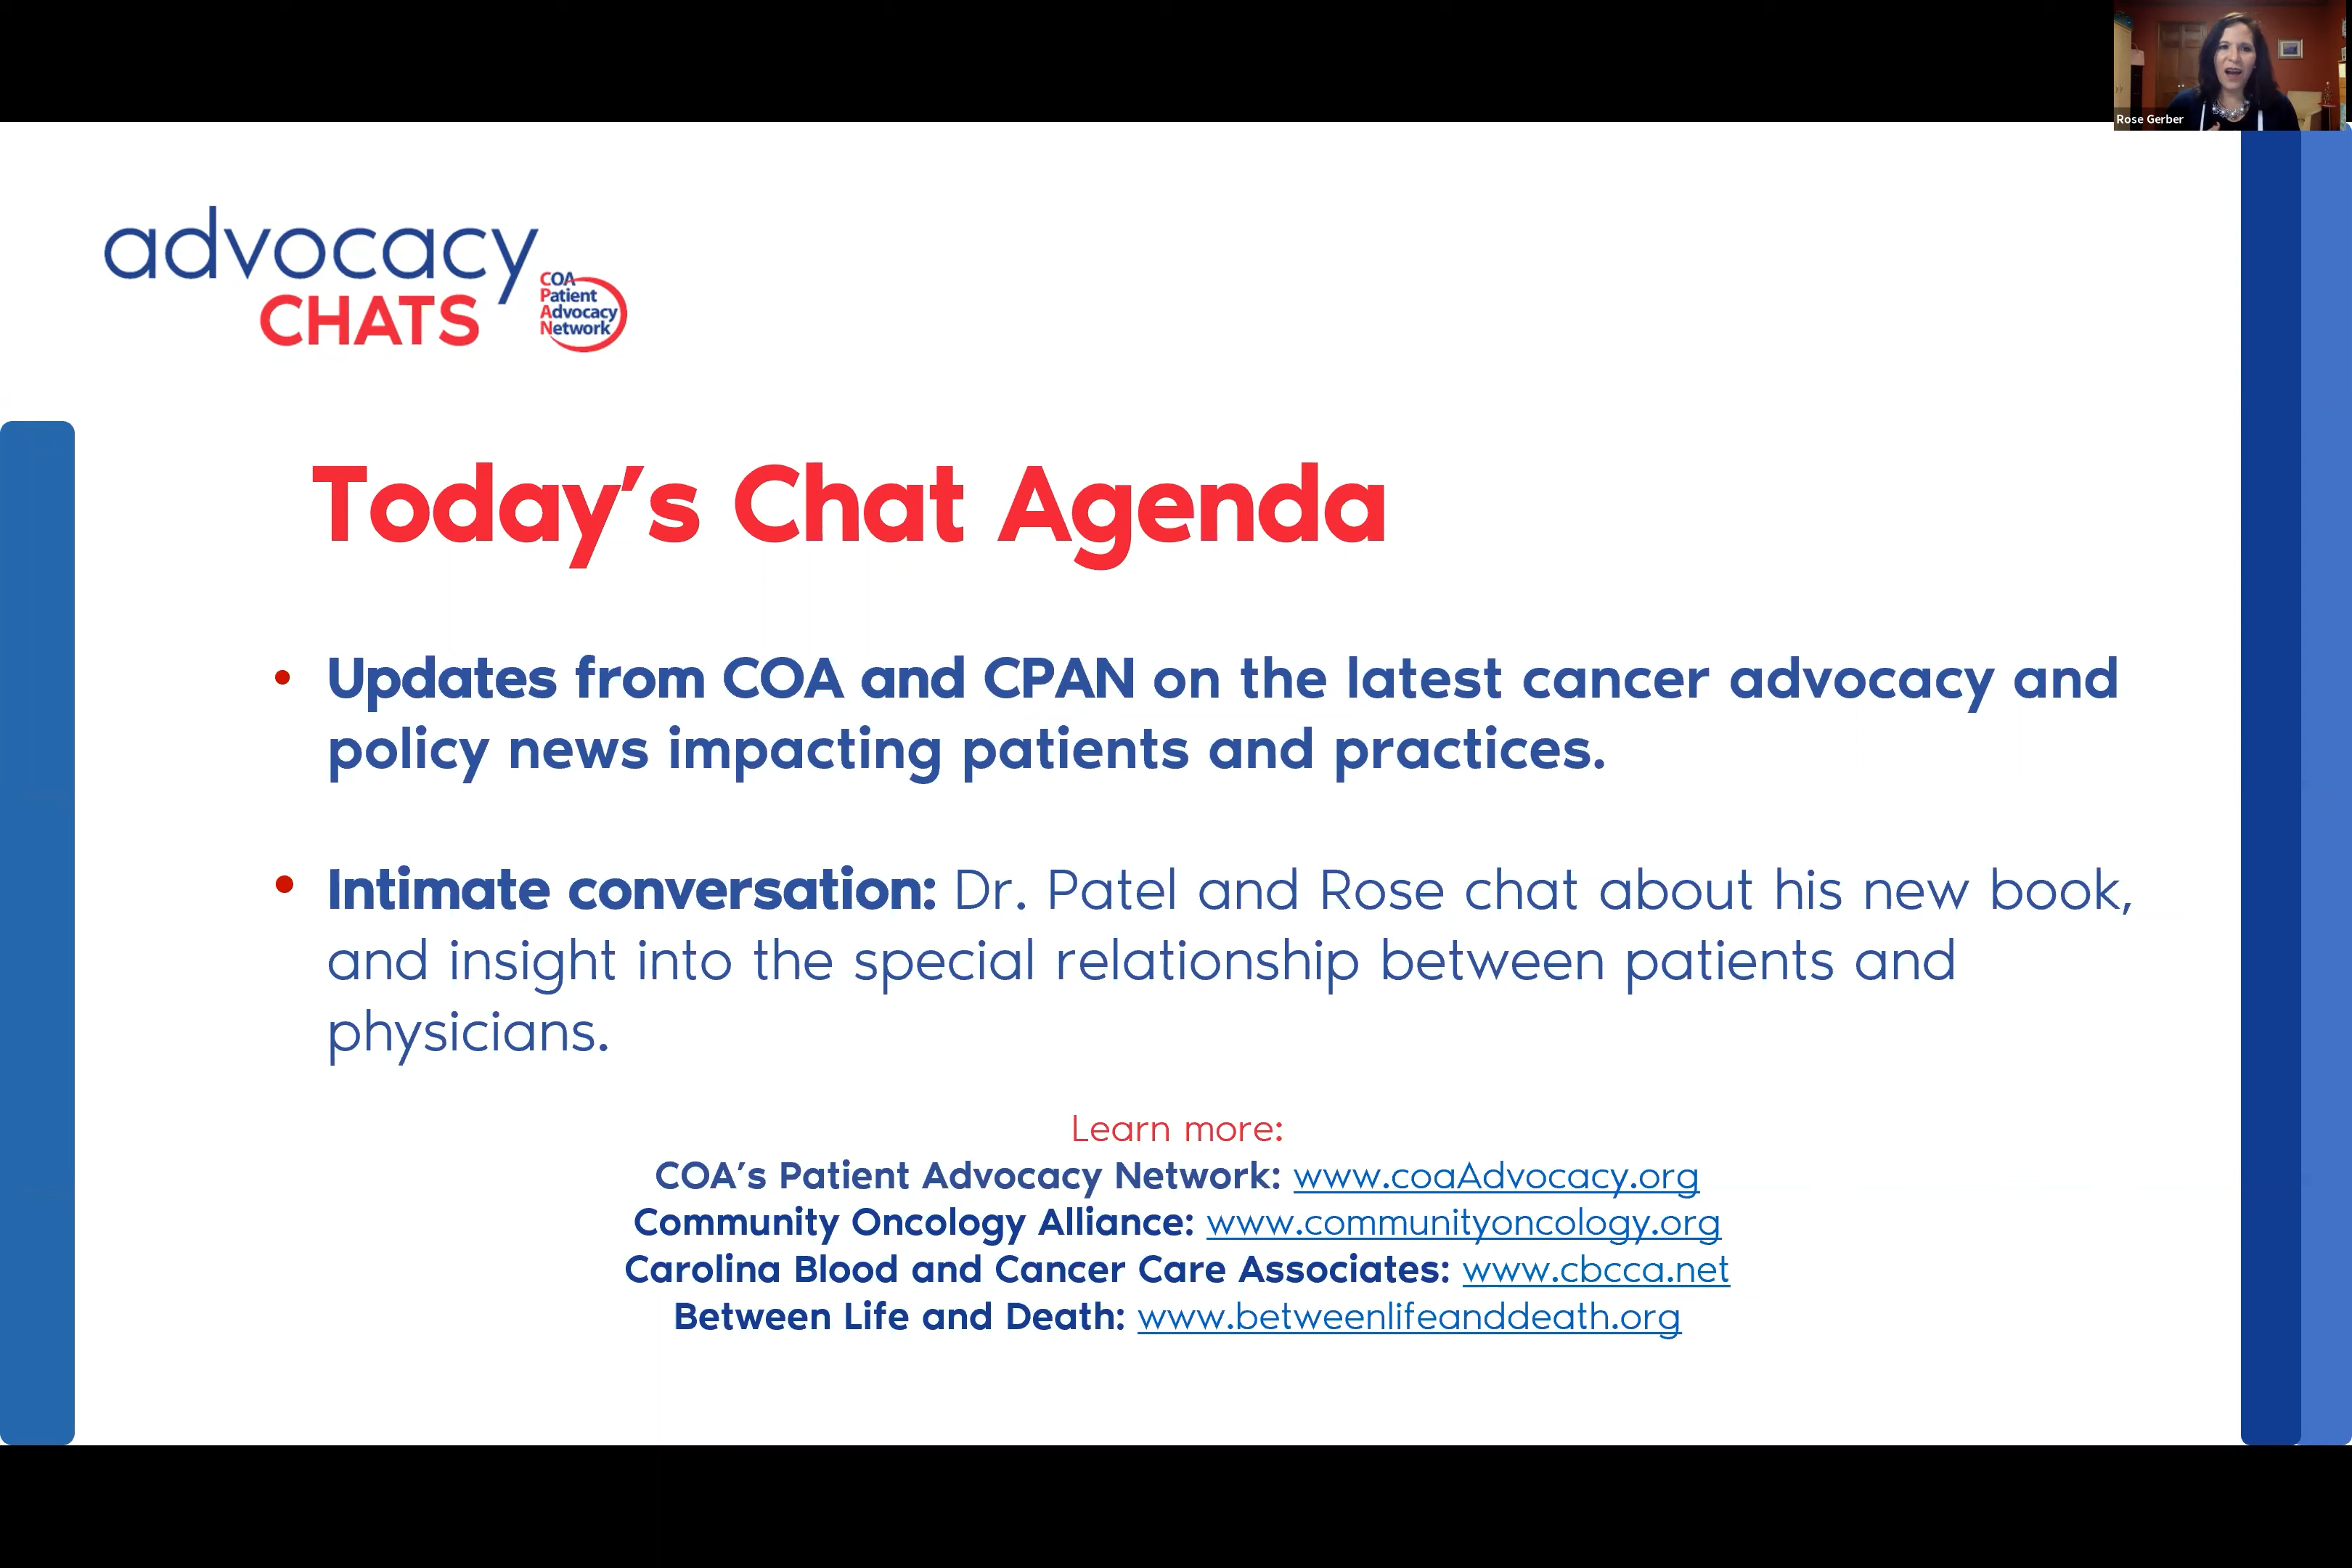 Rose Gerber
advocacy
CHATS
COA
Patient
Advocacy
Network
Today’s Chat Agenda
• Updates from COA and CPAN on the latest cancer advocacy and
policy news impacting patients and practices.
• Intimate conversation: Dr. Patel and Rose chat about his new book,
and insight into the special relationship between patients and
physicians.
Learn more:
COA’s Patient Advocacy Network: www.coaAdvocacy.org
Community Oncology Alliance: www.communityoncology.org
Carolina Blood and Cancer Care Associates: www.cbcca.net
Between Life and Death: www.betweenlifeanddeath.org